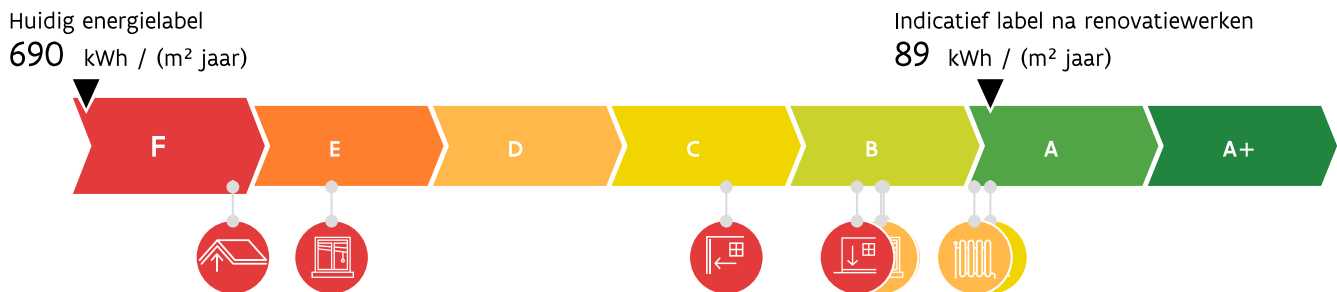 Huidig energielabel
690 kWh / (m² jaar)
Indicatief label na renovatiewerken
89 kWh / (m² jaar)
F E D C B A A+